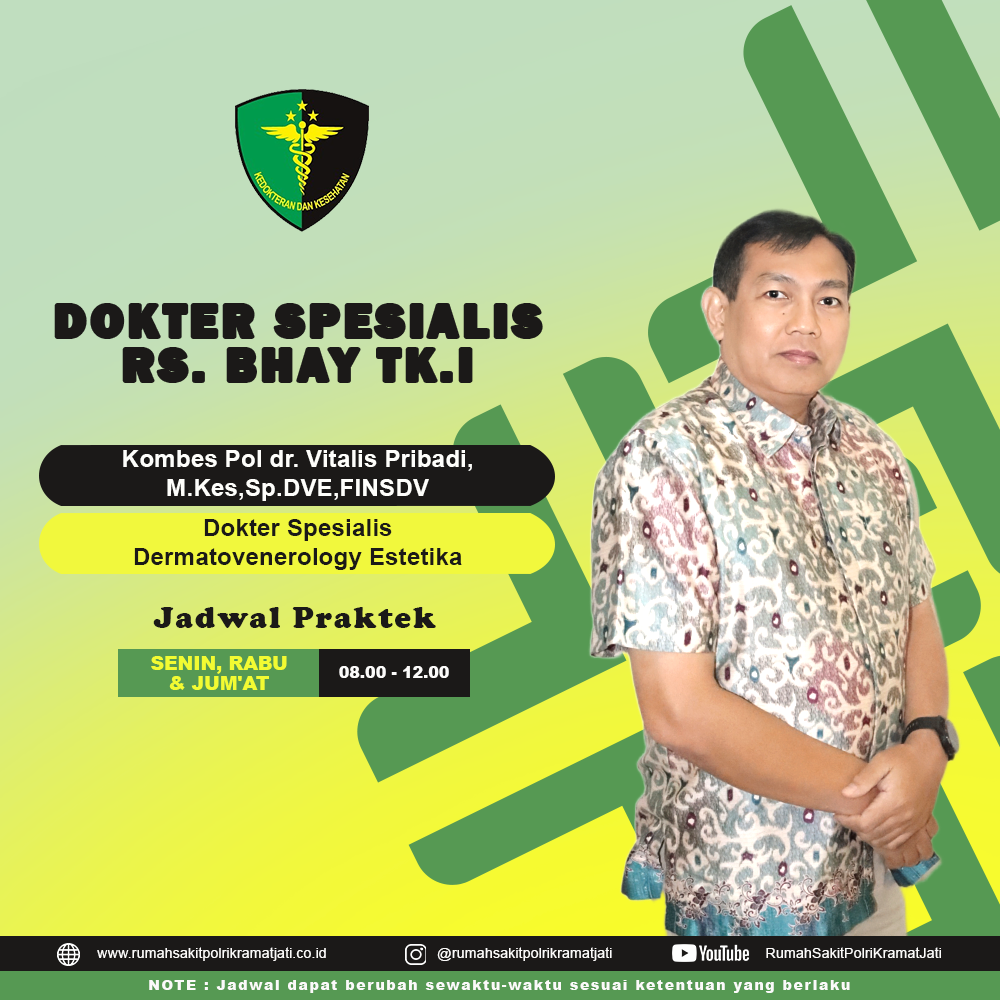 KEDOKTERAN DAN KESEHATAN
DOKTER SPESIALIS
RS. BHAY TK.I
Kombes Pol dr. Vitalis Pribadi,
M.Kes,Sp.DVE,FINSDV
Dokter Spesialis
Dermatovenerology Estetika
Jadwal Praktek
SENIN, RABU
& JUM'AT
08.00 - 12.00
www.rumahsakitpolrikramatjati.co.id
@rumahsakitpolrikramatjati
YouTube
RumahSakitPolriKramatJati
NOTE : Jadwal dapat berubah sewaktu-waktu sesuai ketentuan yang berlaku